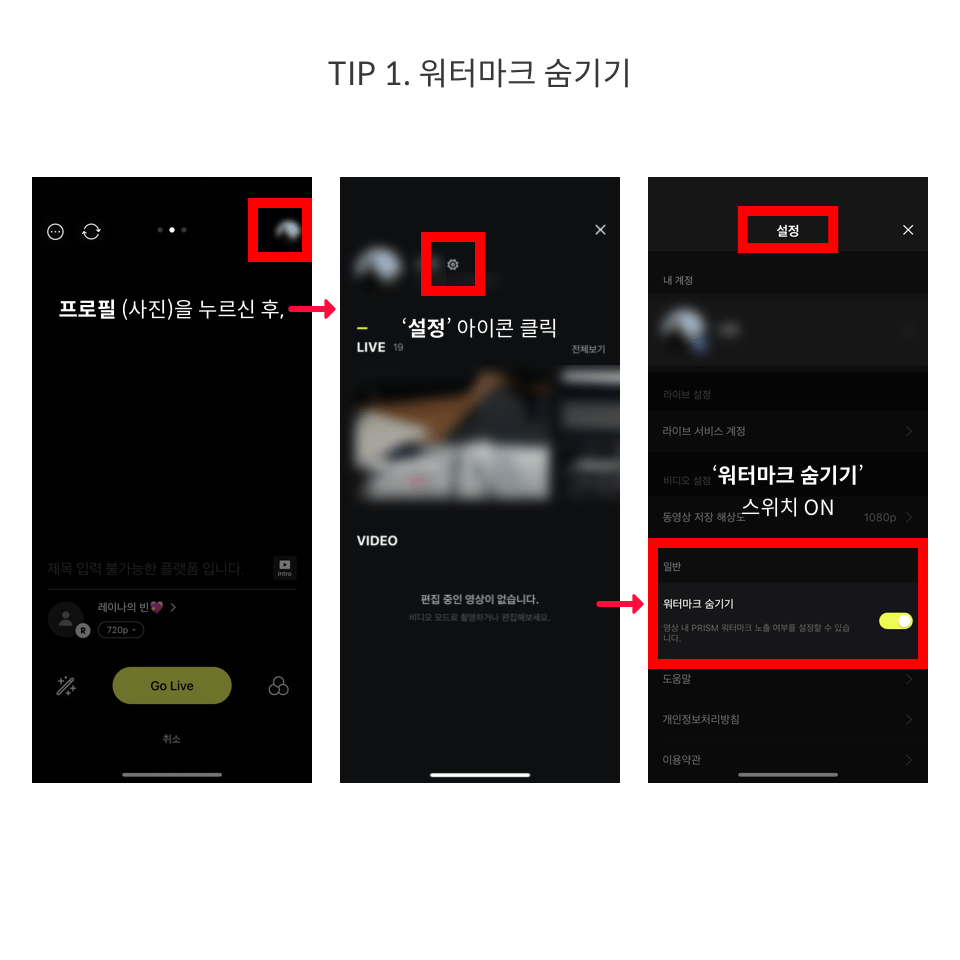 TIP 1. 워터마크 숨기기
프로필 (사진)을 누르신 후,
제목 입력 불가능한 플랫폼 입니다.
intro
레이나의 빈💘 >
R
720p
Go Live
취소
‘설정’ 아이콘 클릭
LIVE 19
전체보기
VIDEO
편집 중인 영상이 없습니다.
비디오 모드로 촬영하거나 편집해보세요.
설정
내 계정
라이브 설정
라이브 서비스 계정
‘워터마크 숨기기’
비디오 설정
스위치 ON
동영상 저장 해상도 1080p
일반
워터마크 숨기기
영상 내 PRISM 워터마크 노출 여부를 설정할 수 있습
니다.
도움말
개인정보처리방침
이용약관